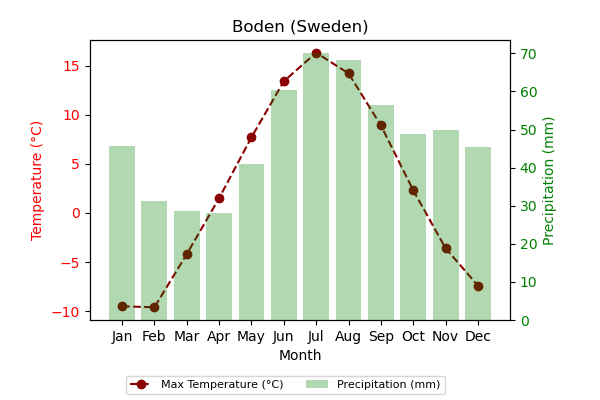 Boden (Sweden)
15
10
5
0
−5
−10
Temperature (°C)
70
60
50
40
30
20
10
0
Precipitation (mm)
Jan Feb Mar Apr May Jun Jul Aug Sep Oct Nov Dec
Month
Max Temperature (°C) Precipitation (mm)